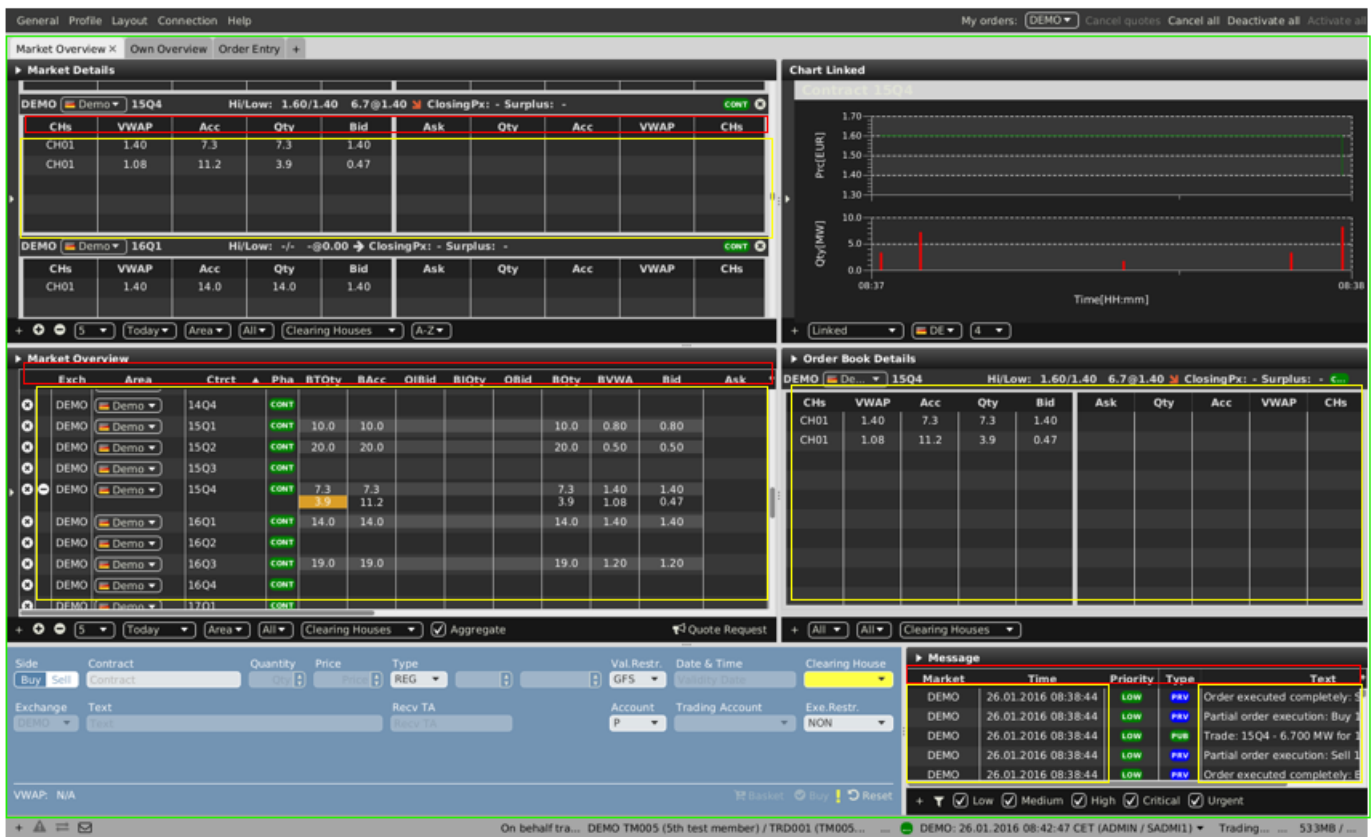 General Profile Layout Connection Help My orders: DEMO Cancel quotes Cancel all Deactivate all Activate all
Market Overview × Own Overview Order Entry +
Market Details
DEMO Demo 15Q4 Hi/Low: 1.60/1.40 6.7@1.40 ClosingPx: - Surplus: - CONT
CHs VWAP Acc Qty Bid Ask Qty Acc VWAP CHs
CH01 1.40 7.3 7.3 1.40
CH01 1.08 11.2 3.9 0.47
DEMO Demo 16Q1 Hi/Low: -/- -@0.00 ClosingPx: - Surplus: - CONT
CHs VWAP Acc Qty Bid Ask Qty Acc VWAP CHs
CH01 1.40 14.0 14.0 1.40
+ 5 Today Area All Clearing Houses A-Z
Chart Linked
Contract 15Q4
Prc[EUR]
1.70
1.60
1.50
1.40
1.30
Qty[MW]
10.0
5.0
0.0
08:37 08:38
Time[HH:mm]
+ Linked DE 4
Market Overview
Exch Area Ctrct Pha BTQty BAcc OIBid BIQty OBid BQty BVWA Bid Ask
DEMO Demo 14Q4 CONT
DEMO Demo 15Q1 CONT 10.0 10.0 10.0 0.80 0.80
DEMO Demo 15Q2 CONT 20.0 20.0 20.0 0.50 0.50
DEMO Demo 15Q3 CONT
DEMO Demo 15Q4 CONT 7.3 7.3 7.3 1.40 1.40
3.9 11.2 3.9 1.08 0.47
DEMO Demo 16Q1 CONT 14.0 14.0 14.0 1.40 1.40
DEMO Demo 16Q2 CONT
DEMO Demo 16Q3 CONT 19.0 19.0 19.0 1.20 1.20
DEMO Demo 16Q4 CONT
DEMO Demo 17Q1 CONT
+ 5 Today Area All Clearing Houses Aggregate Quote Request
Order Book Details
DEMO De... 15Q4 Hi/Low: 1.60/1.40 6.7@1.40 ClosingPx: - Surplus: - c...
CHs VWAP Acc Qty Bid Ask Qty Acc VWAP CHs
CH01 1.40 7.3 7.3 1.40
CH01 1.08 11.2 3.9 0.47
+ All All Clearing Houses
Side Contract Quantity Price Type Val.Restr. Date & Time Clearing House
Buy Sell Contract Qty Price REG GFS Validity Date
Exchange Text Recv TA Account Trading Account Exe.Restr.
DEMO Text Recv TA P NON
VWAP: N/A Basket Buy ! Reset
Message
Market Time Priority Type Text
DEMO 26.01.2016 08:38:44 LOW PRV Order executed completely: S
DEMO 26.01.2016 08:38:44 LOW PRV Partial order execution: Buy 1
DEMO 26.01.2016 08:38:44 LOW PUB Trade: 15Q4 - 6.700 MW for 1
DEMO 26.01.2016 08:38:44 LOW PRV Partial order execution: Sell 1
DEMO 26.01.2016 08:38:44 LOW PRV Order executed completely: B
+ Low Medium High Critical Urgent
+ On behalf tra... DEMO TM005 (5th test member) / TRD001 (TM005... ... DEMO: 26.01.2016 08:42:47 CET (ADMIN / SADMI1) Trading... ... 533MB / ...